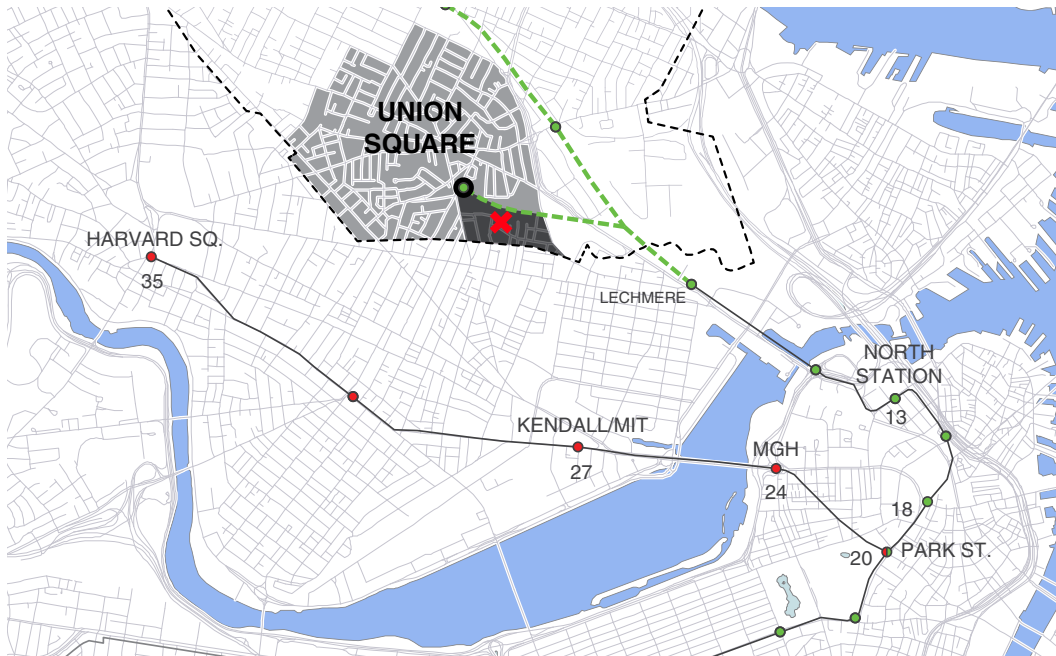 UNION
SQUARE
HARVARD SQ.
35
LECHMERE
NORTH
STATION
13
KENDALL/MIT
27
MGH
24
18
20
PARK ST.